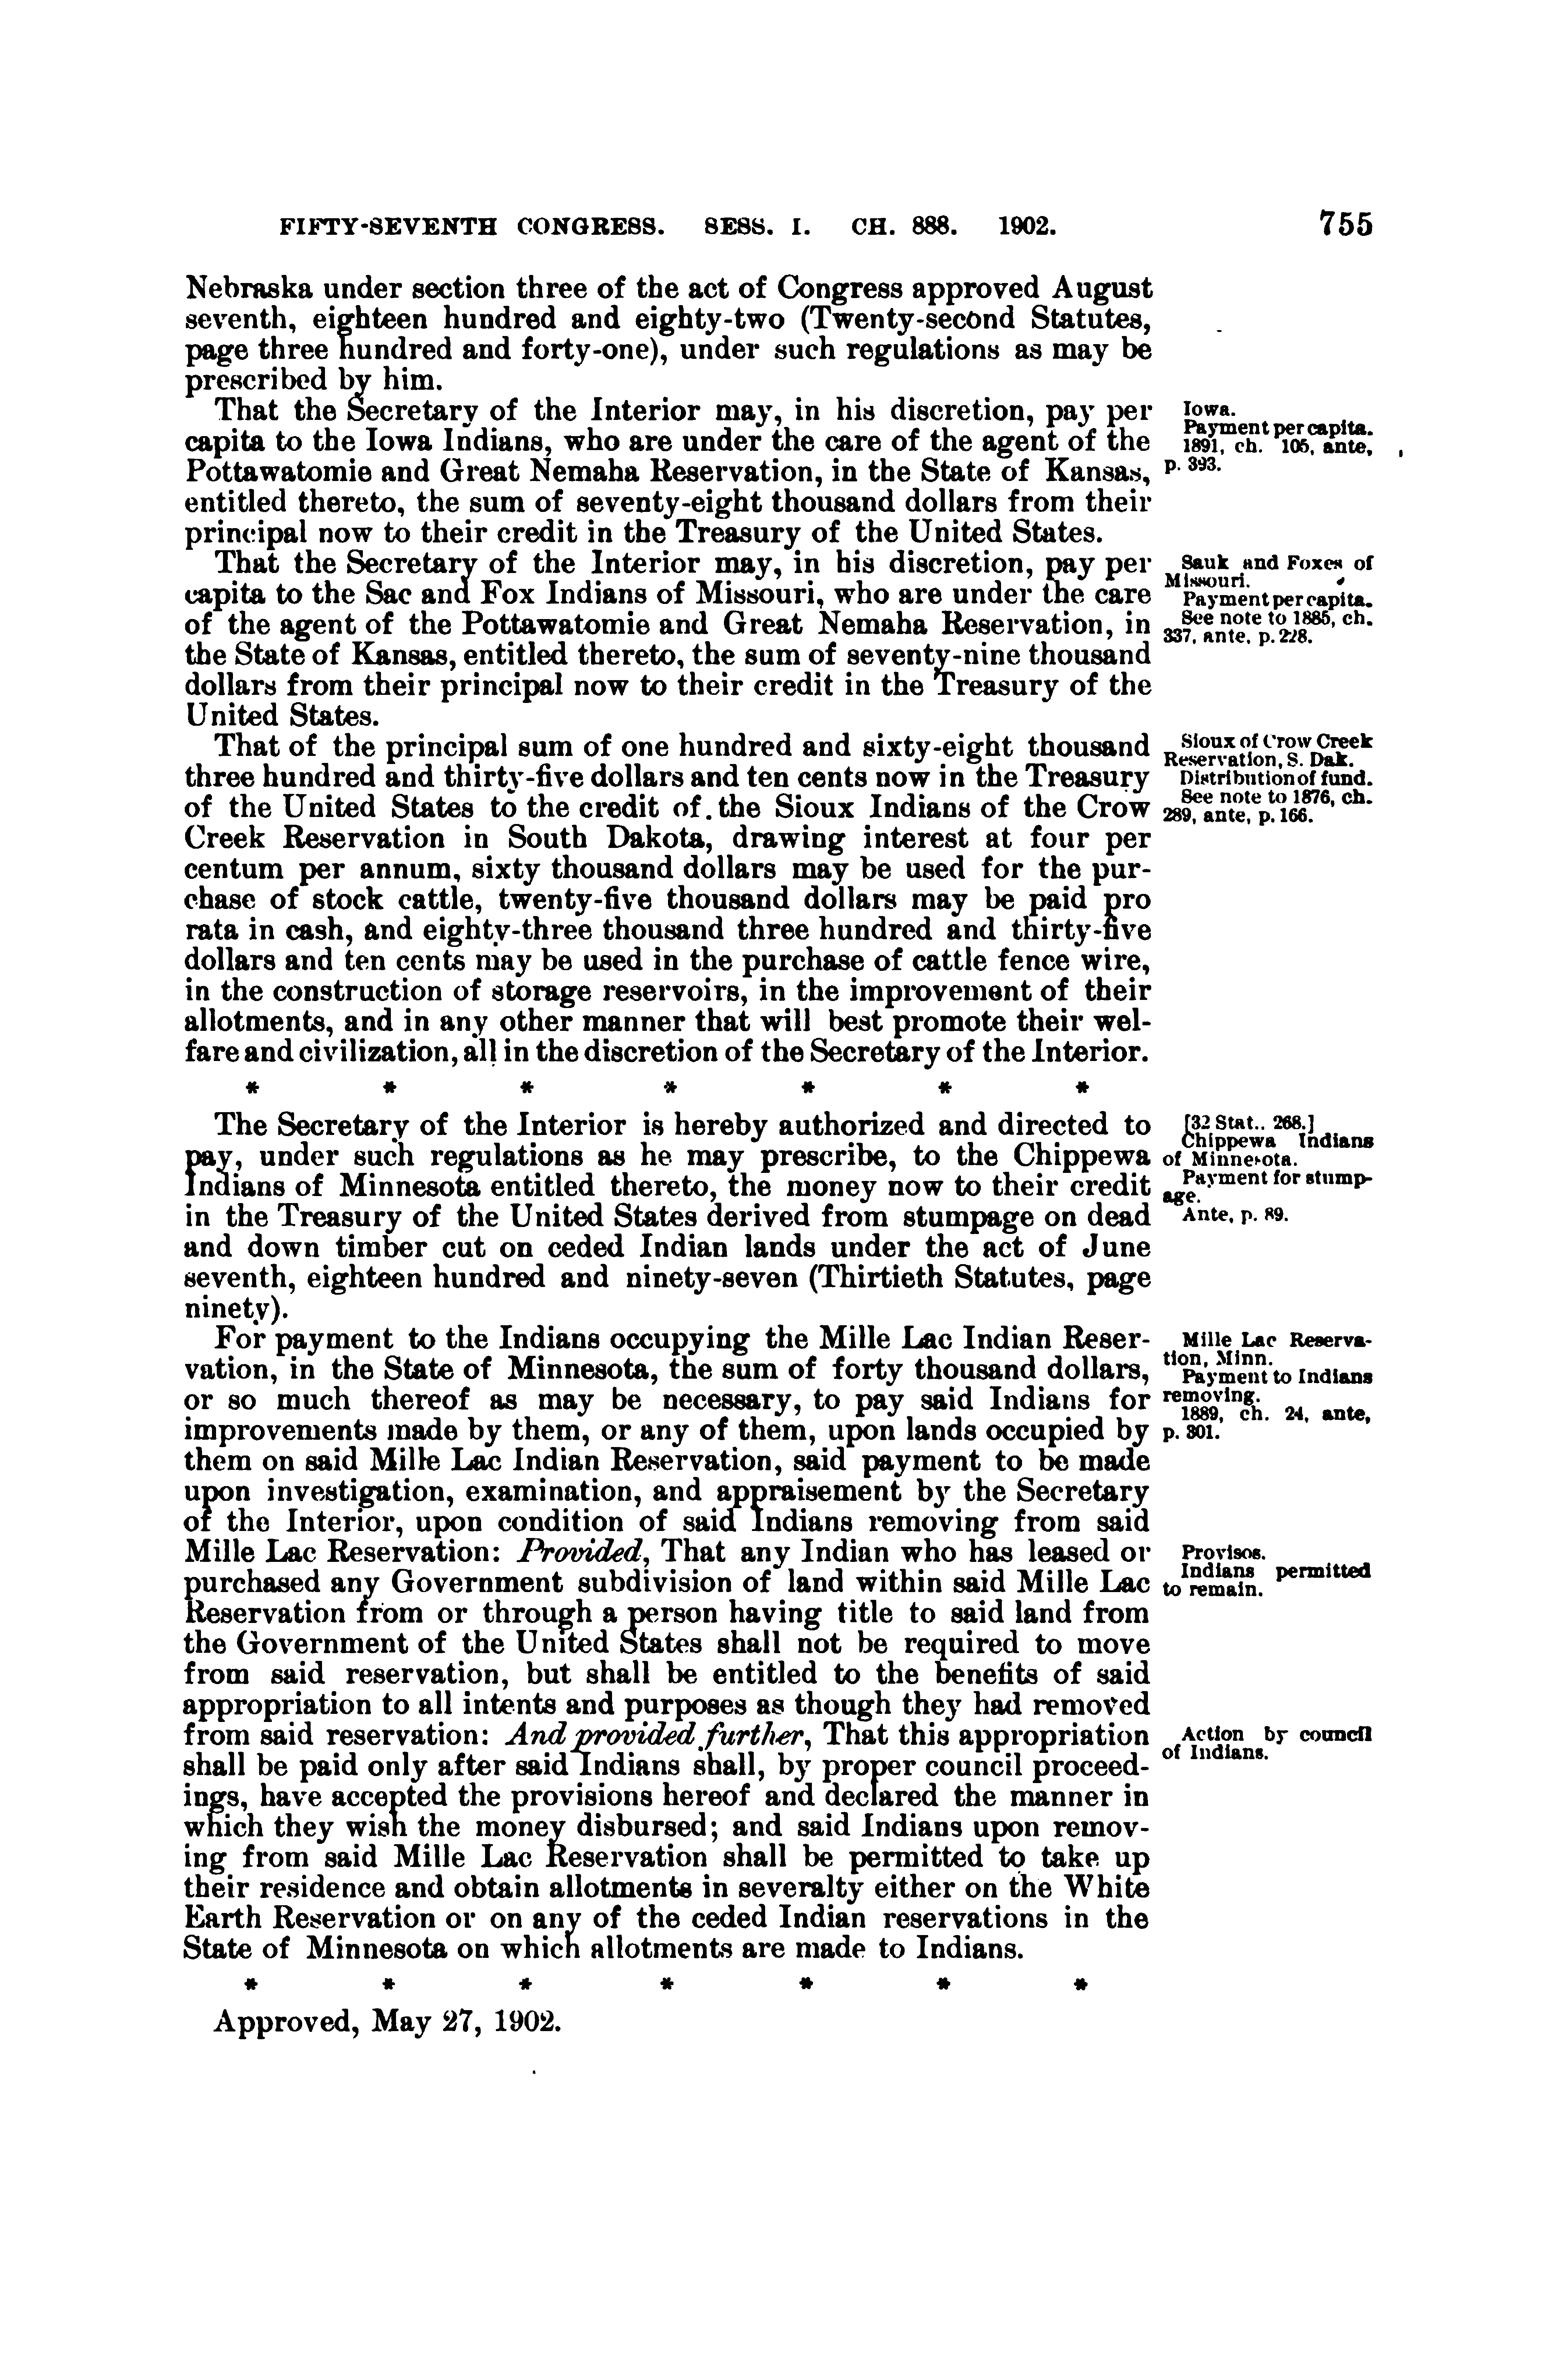 FIFTY-SEVENTH CONGRESS. SESS. I. CH. 888. 1902. 755
Nebraska under section three of the act of Congress approved August
seventh, eighteen hundred and eighty-two (Twenty-second Statutes,
page three hundred and forty-one), under such regulations as may be
prescribed by him.
That the Secretary of the Interior may, in his discretion, pay per
capita to the Iowa Indians, who are under the care of the agent of the
Pottawatomie and Great Nemaha Reservation, in the State of Kansas,
entitled thereto, the sum of seventy-eight thousand dollars from their
principal now to their credit in the Treasury of the United States.
Iowa.
Payment per capita.
1891, ch. 105, ante,
p. 393.
That the Secretary of the Interior may, in his discretion, pay per
capita to the Sac and Fox Indians of Missouri, who are under the care
of the agent of the Pottawatomie and Great Nemaha Reservation, in
the State of Kansas, entitled thereto, the sum of seventy-nine thousand
dollars from their principal now to their credit in the Treasury of the
United States.
Sauk and Foxes of
Missouri.
Payment per capita.
See note to 1885, ch.
337, ante, p. 228.
That of the principal sum of one hundred and sixty-eight thousand
three hundred and thirty-five dollars and ten cents now in the Treasury
of the United States to the credit of the Sioux Indians of the Crow
Creek Reservation in South Dakota, drawing interest at four per
centum per annum, sixty thousand dollars may be used for the pur-
chase of stock cattle, twenty-five thousand dollars may be paid pro
rata in cash, and eighty-three thousand three hundred and thirty-five
dollars and ten cents may be used in the purchase of cattle fence wire,
in the construction of storage reservoirs, in the improvement of their
allotments, and in any other manner that will best promote their wel-
fare and civilization, all in the discretion of the Secretary of the Interior.
Sioux of Crow Creek
Reservation, S. Dak.
Distribution of fund.
See note to 1876, ch.
289, ante, p. 166.
* * * * * * *
The Secretary of the Interior is hereby authorized and directed to
pay, under such regulations as he may prescribe, to the Chippewa
Indians of Minnesota entitled thereto, the money now to their credit
in the Treasury of the United States derived from stumpage on dead
and down timber cut on ceded Indian lands under the act of June
seventh, eighteen hundred and ninety-seven (Thirtieth Statutes, page
ninety).
[32 Stat.. 268.]
Chippewa Indians
of Minnesota.
Payment for stump-
age.
Ante, p. 89.
For payment to the Indians occupying the Mille Lac Indian Reser-
vation, in the State of Minnesota, the sum of forty thousand dollars,
or so much thereof as may be necessary, to pay said Indians for
improvements made by them, or any of them, upon lands occupied by
them on said Mille Lac Indian Reservation, said payment to be made
upon investigation, examination, and appraisement by the Secretary
of the Interior, upon condition of said Indians removing from said
Mille Lac Reservation: Provided, That any Indian who has leased or
purchased any Government subdivision of land within said Mille Lac
Reservation from or through a person having title to said land from
the Government of the United States shall not be required to move
from said reservation, but shall be entitled to the benefits of said
appropriation to all intents and purposes as though they had removed
from said reservation: And provided further, That this appropriation
shall be paid only after said Indians shall, by proper council proceed-
ings, have accepted the provisions hereof and declared the manner in
which they wish the money disbursed; and said Indians upon remov-
ing from said Mille Lac Reservation shall be permitted to take up
their residence and obtain allotments in severalty either on the White
Earth Reservation or on any of the ceded Indian reservations in the
State of Minnesota on which allotments are made to Indians.
Mille Lac Reserva-
tion, Minn.
Payment to Indians
removing.
1889, ch. 24, ante,
p. 301.
Provisos.
Indians permitted
to remain.
Action by council
of Indians.
* * * * * * *
Approved, May 27, 1902.